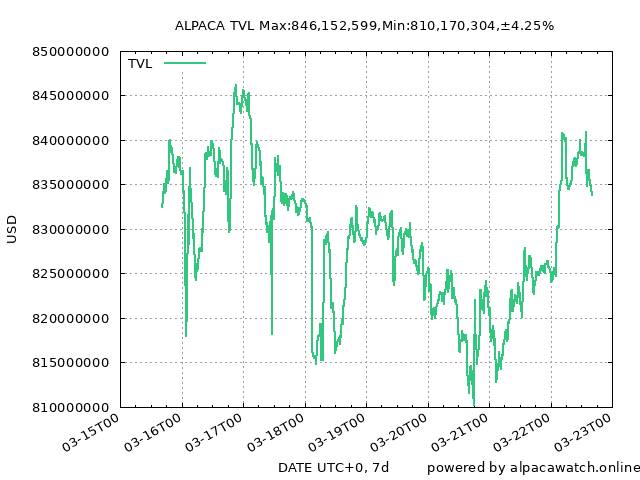 ALPACA TVL Max:846,152,599,Min:810,170,304,±4.25%
TVL
850000000
845000000
840000000
835000000
830000000
825000000
820000000
815000000
810000000
USD
03-15T00
03-16T00
03-17T00
03-18T00
03-19T00
03-20T00
03-21T00
03-22T00
03-23T00
DATE UTC+0, 7d
powered by alpacawatch.online